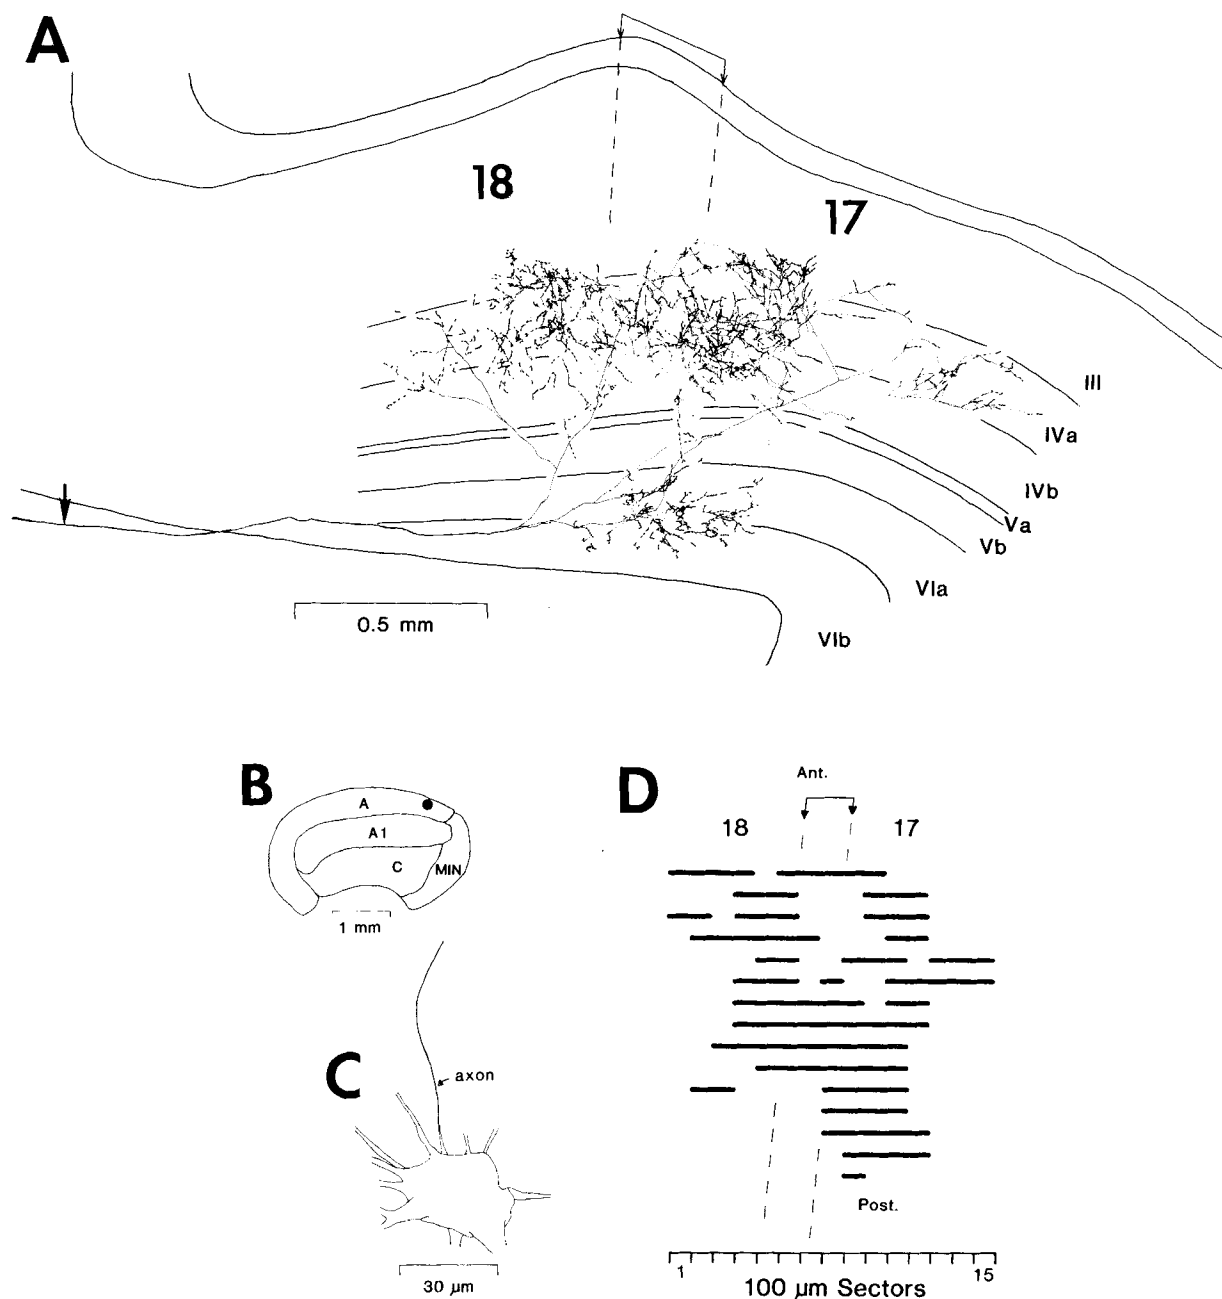 A
18
17
III
IVa
IVb
Va
Vb
VIa
VIb
0.5 mm
B
A
A1
C
MIN
1 mm
C
axon
30 µm
D
Ant.
18
17
Post.
1
15
100 µm Sectors